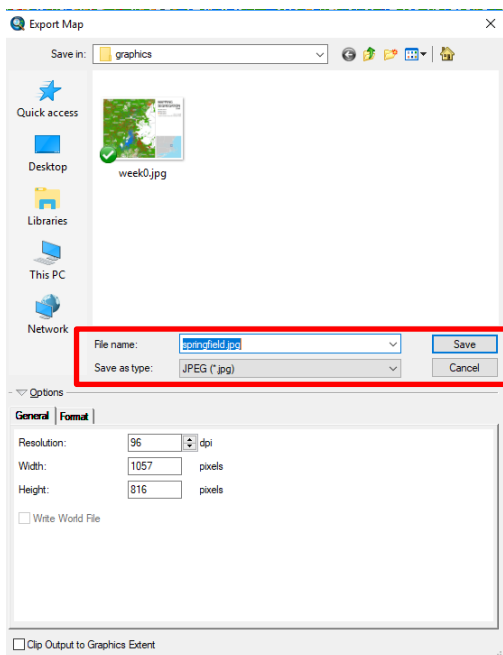 Export Map
Save in: graphics
Quick access
Desktop
Libraries
This PC
Network
week0.jpg
File name: springfield.jpg Save
Save as type: JPEG (*.jpg) Cancel
Options
General Format
Resolution: 96 dpi
Width: 1057 pixels
Height: 816 pixels
Write World File
Clip Output to Graphics Extent